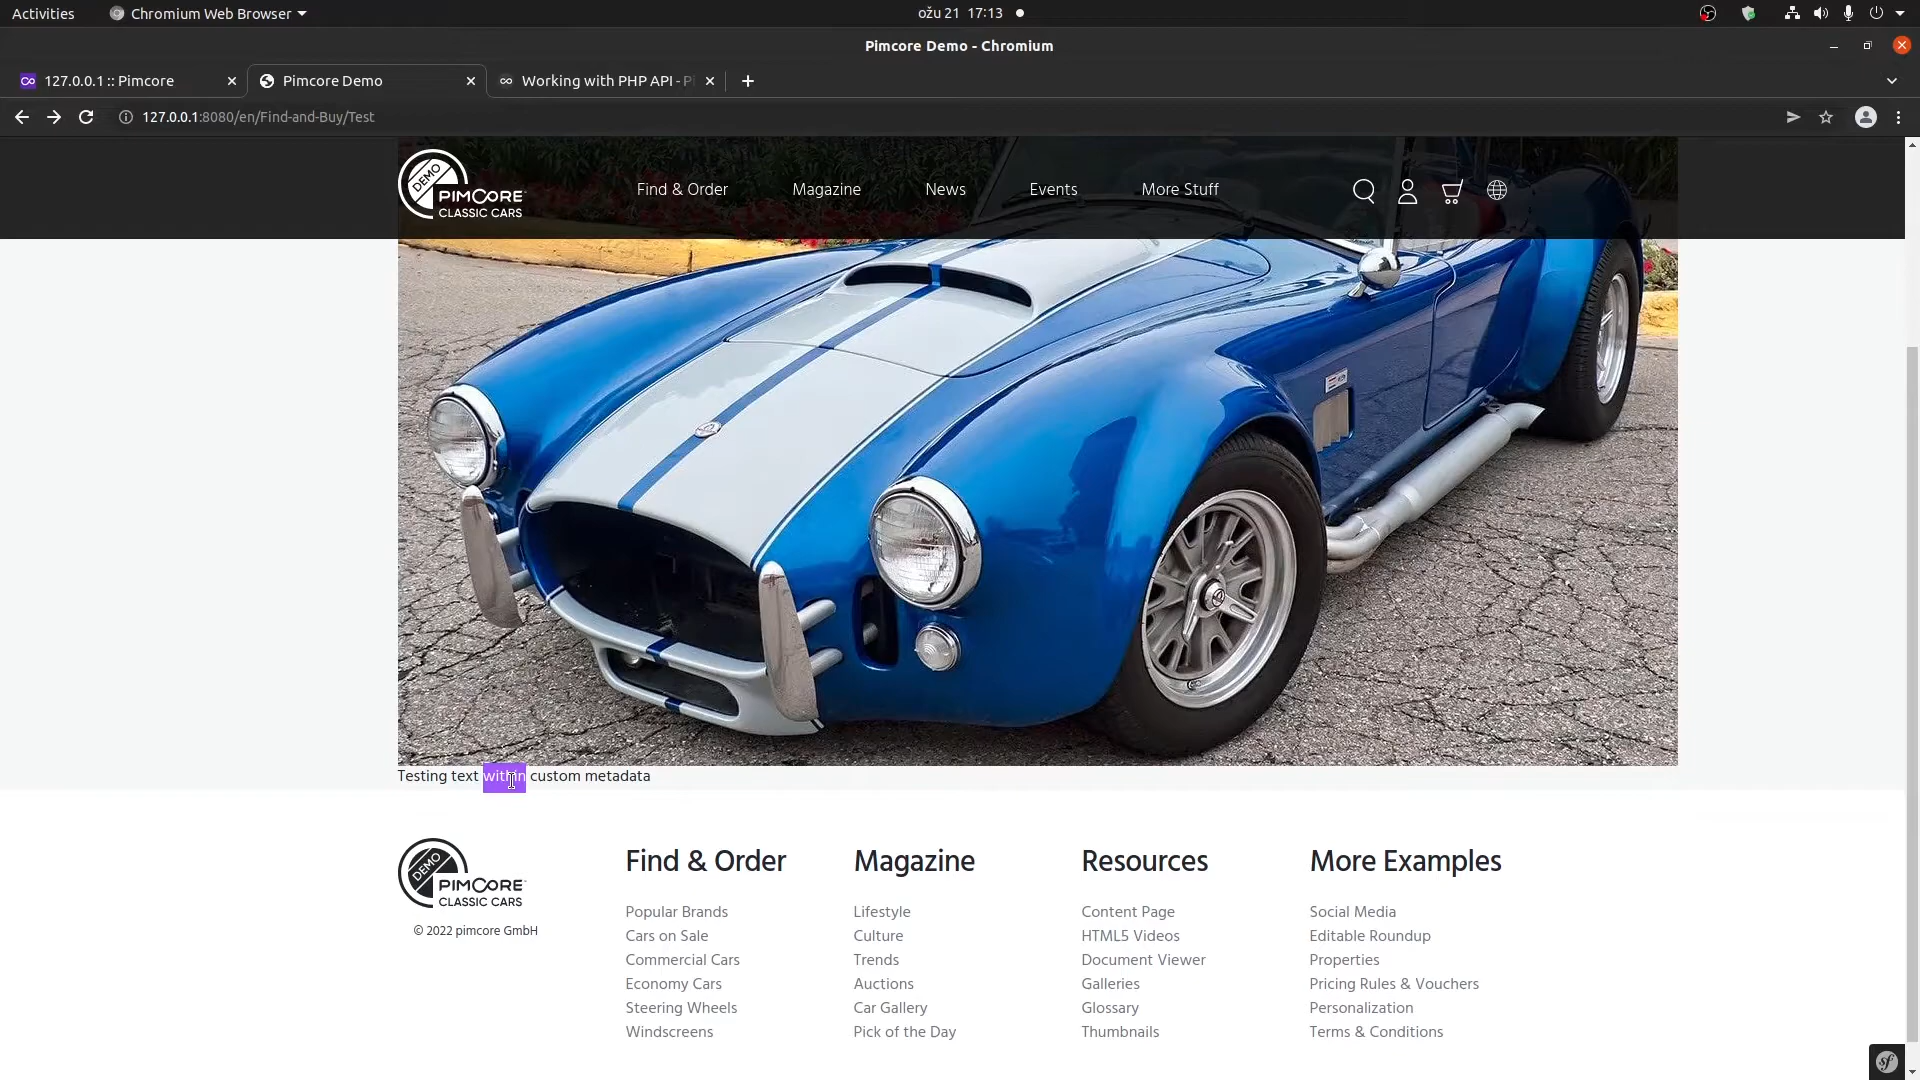 Activities
Chromium Web Browser
ožu 21 17:13
Pimcore Demo - Chromium
127.0.0.1 :: Pimcore
Pimcore Demo
Working with PHP API - P
127.0.0.1:8080/en/Find-and-Buy/Test
DEMO
PIMCORE
CLASSIC CARS
Find & Order
Magazine
News
Events
More Stuff
Testing text within custom metadata
DEMO
PIMCORE
CLASSIC CARS
© 2022 pimcore GmbH
Find & Order
Popular Brands
Cars on Sale
Commercial Cars
Economy Cars
Steering Wheels
Windscreens
Magazine
Lifestyle
Culture
Trends
Auctions
Car Gallery
Pick of the Day
Resources
Content Page
HTML5 Videos
Document Viewer
Galleries
Glossary
Thumbnails
More Examples
Social Media
Editable Roundup
Properties
Pricing Rules & Vouchers
Personalization
Terms & Conditions
sf